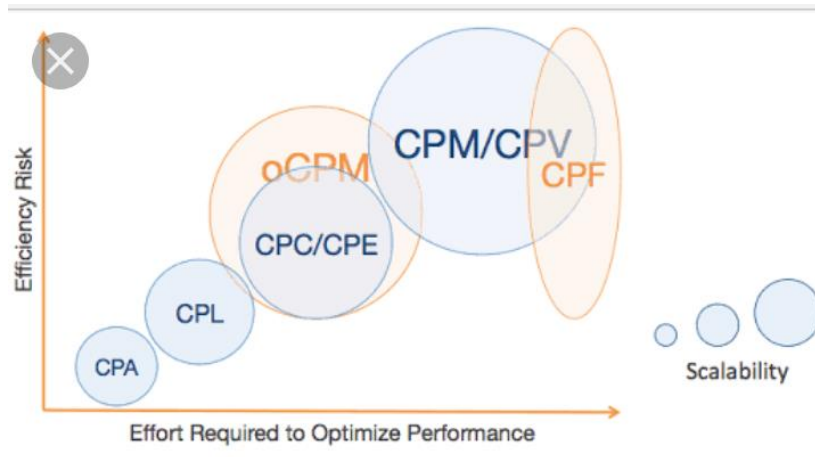 CPM/CPV
oCPM
CPF
CPC/CPE
CPL
CPA
Efficiency Risk
Scalability
Effort Required to Optimize Performance